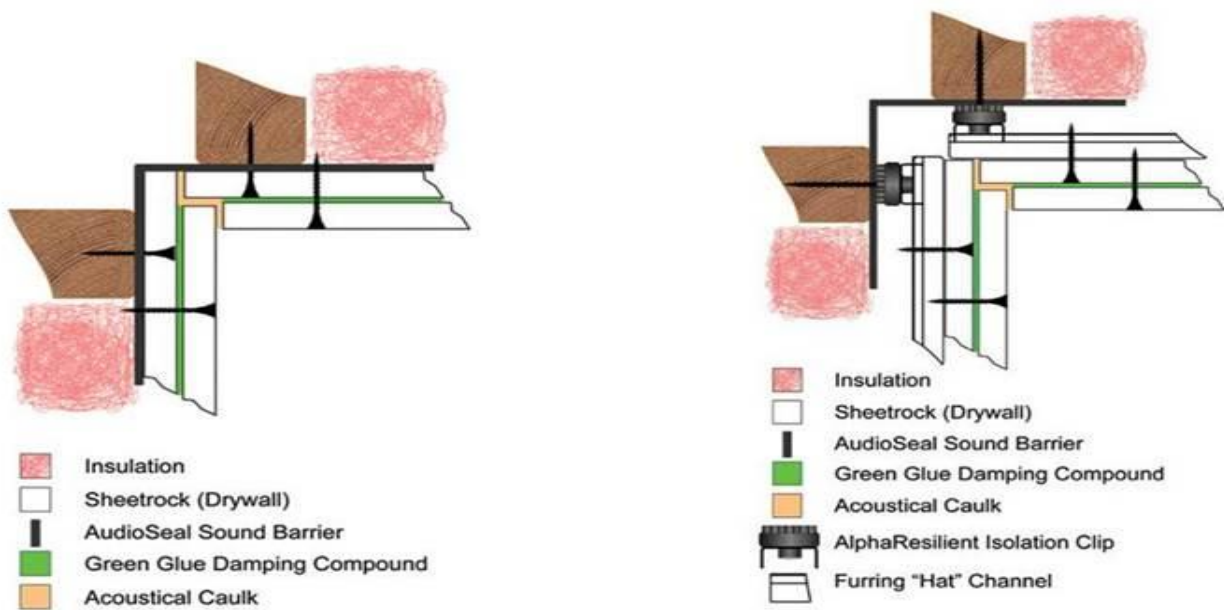 Insulation
Sheetrock (Drywall)
AudioSeal Sound Barrier
Green Glue Damping Compound
Acoustical Caulk
Insulation
Sheetrock (Drywall)
AudioSeal Sound Barrier
Green Glue Damping Compound
Acoustical Caulk
AlphaResilient Isolation Clip
Furring “Hat” Channel